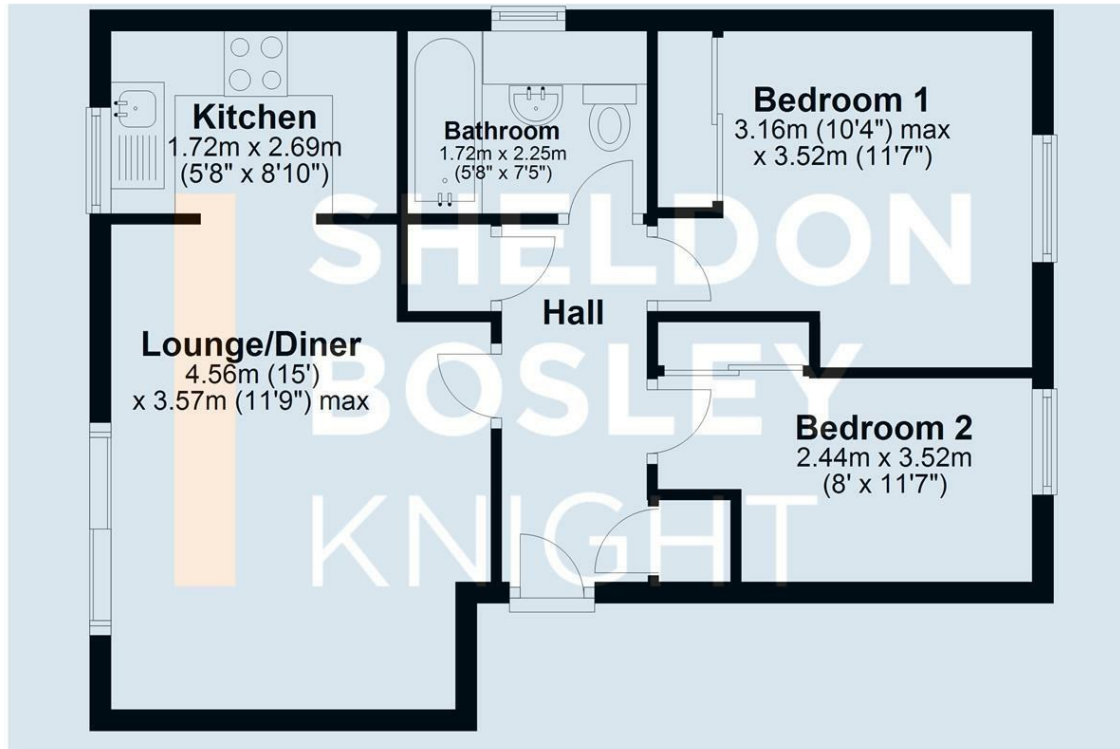 Kitchen
1.72m x 2.69m
(5'8" x 8'10")
Bathroom
1.72m x 2.25m
(5'8" x 7'5")
Bedroom 1
3.16m (10'4") max
x 3.52m (11'7")
SHELDON
Hall
Lounge/Diner
4.56m (15')
x 3.57m (11'9") max
BOSLEY
Bedroom 2
2.44m x 3.52m
(8' x 11'7")
KNIGHT